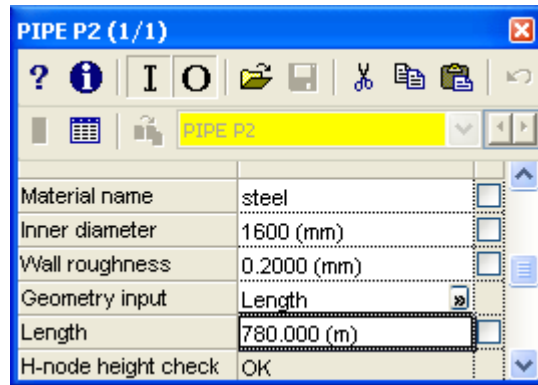 PIPE P2 (1/1)
? i I O
PIPE P2
Material name steel
Inner diameter 1600 (mm)
Wall roughness 0.2000 (mm)
Geometry input Length »
Length 780.000 (m)
H-node height check OK